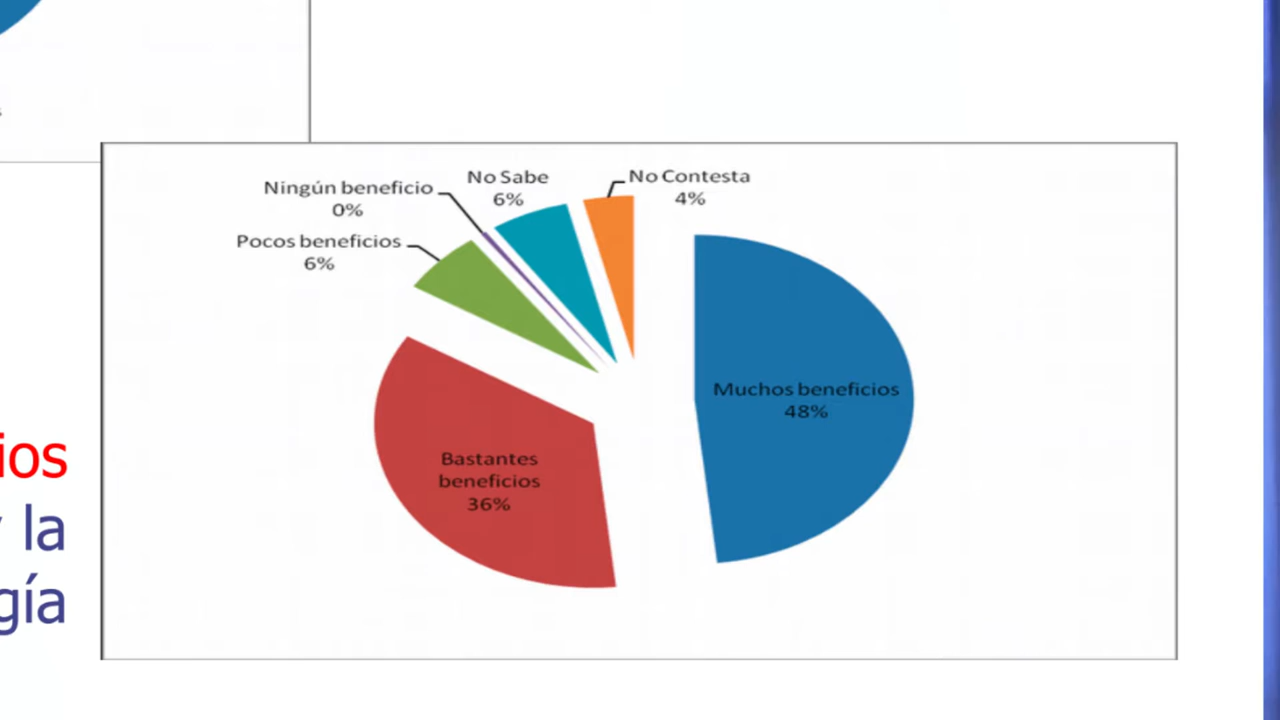 No Contesta
4%
No Sabe
6%
Ningún beneficio
0%
Pocos beneficios
6%
Muchos beneficios
48%
Bastantes
beneficios
36%
ios
la
gía